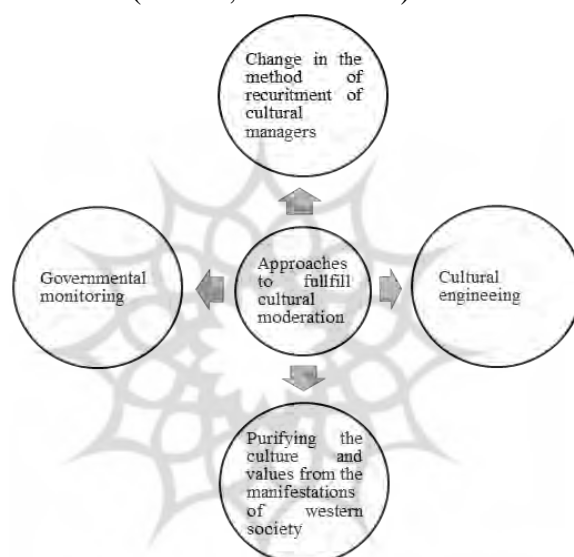 Change in the
method of
recuritment of
cultural
managers
Governmental
monitoring
Approaches
to fullfill
cultural
moderation
Cultural
engineeing
Purifying the
culture and
values from the
manifestations
of western
society